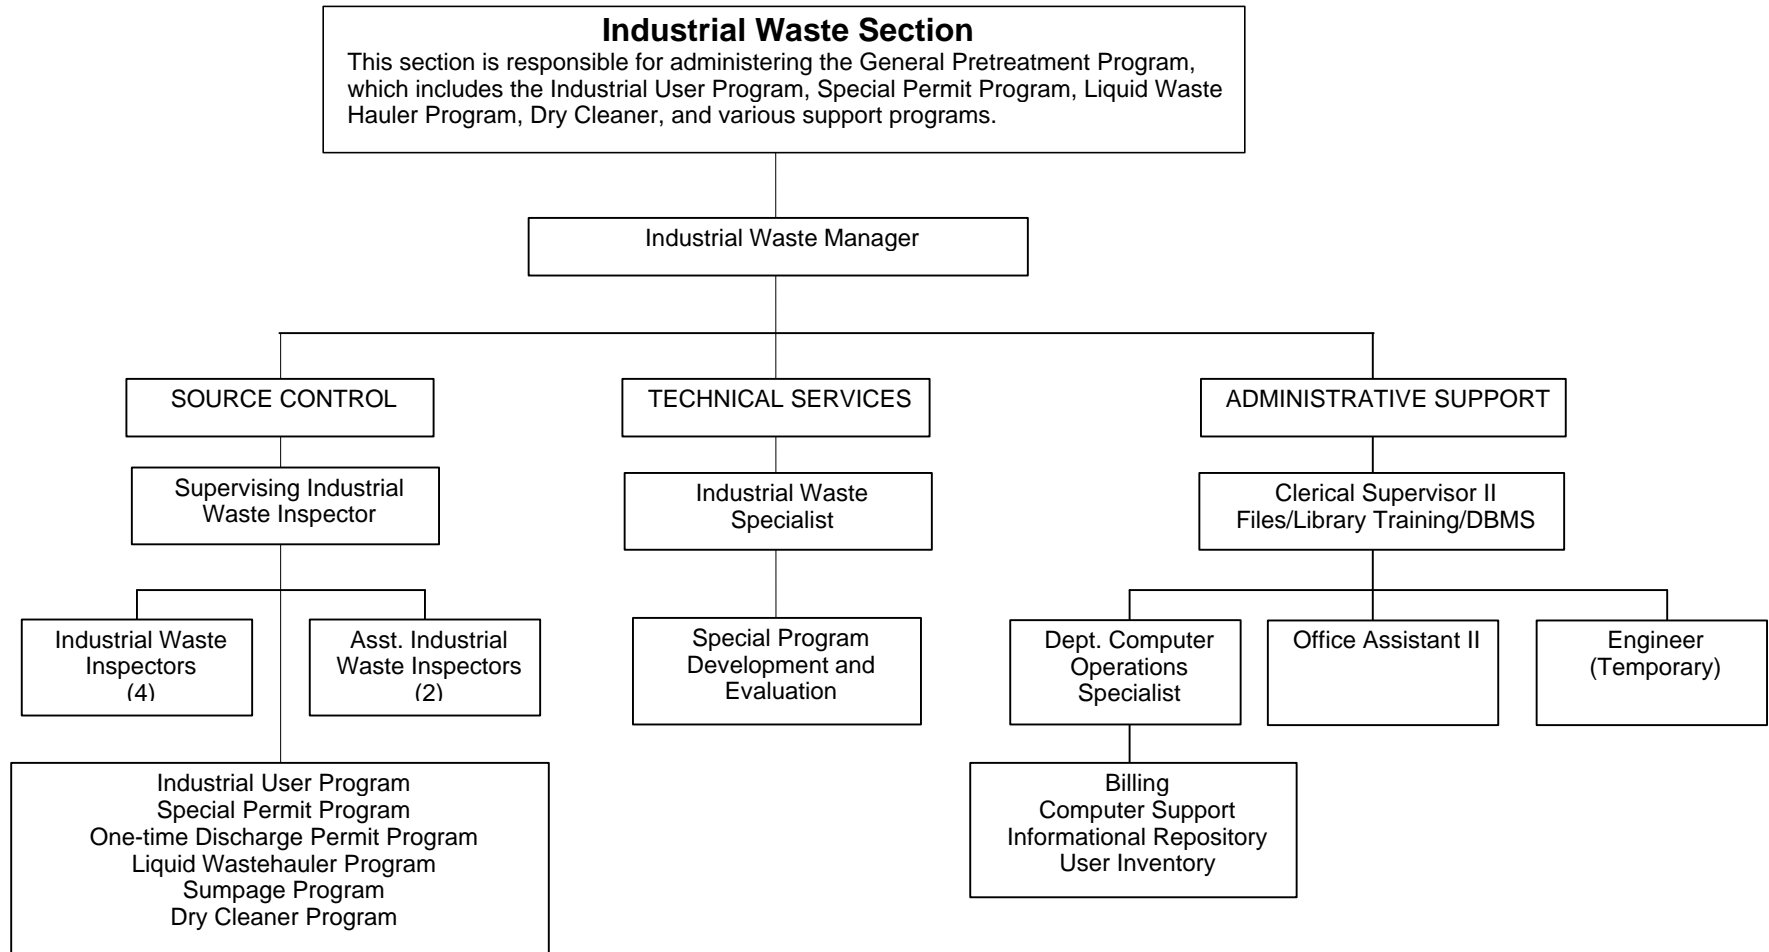 Industrial Waste Section
This section is responsible for administering the General Pretreatment Program,
which includes the Industrial User Program, Special Permit Program, Liquid Waste
Hauler Program, Dry Cleaner, and various support programs.
Industrial Waste Manager
SOURCE CONTROL
TECHNICAL SERVICES
ADMINISTRATIVE SUPPORT
Supervising Industrial
Waste Inspector
Industrial Waste
Specialist
Clerical Supervisor II
Files/Library Training/DBMS
Industrial Waste
Inspectors
(4)
Asst. Industrial
Waste Inspectors
(2)
Special Program
Development and
Evaluation
Dept. Computer
Operations
Specialist
Office Assistant II
Engineer
(Temporary)
Industrial User Program
Special Permit Program
One-time Discharge Permit Program
Liquid Wastehauler Program
Sumpage Program
Dry Cleaner Program
Billing
Computer Support
Informational Repository
User Inventory